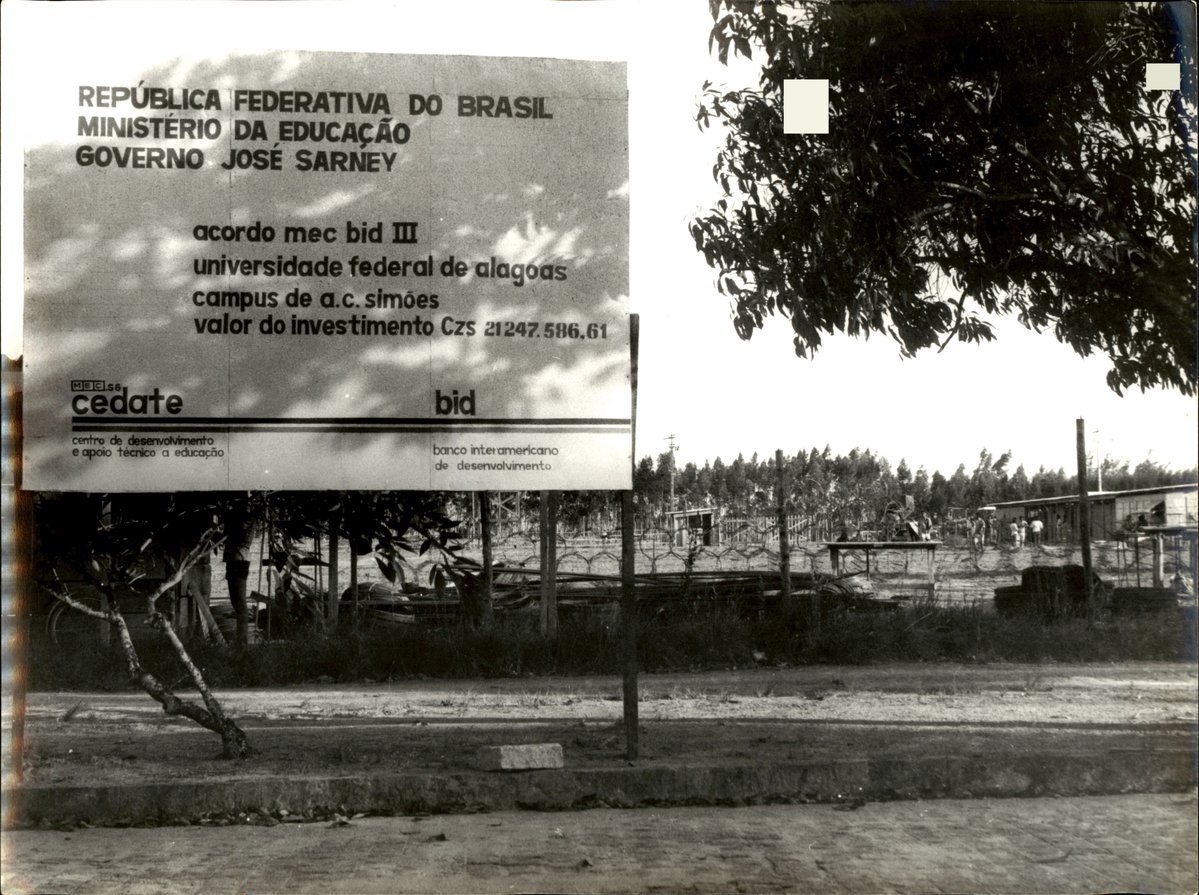 REPÚBLICA FEDERATIVA DO BRASIL
MINISTÉRIO DA EDUCAÇÃO
GOVERNO JOSÉ SARNEY
acordo mec bid III
universidade federal de alagoas
campus de a.c. simões
valor do investimento Czs 21247.586,61
MEC.S6
cedate
centro de desenvolvimento
e apoio técnico a educação
bid
banco interamericano
de desenvolvimento